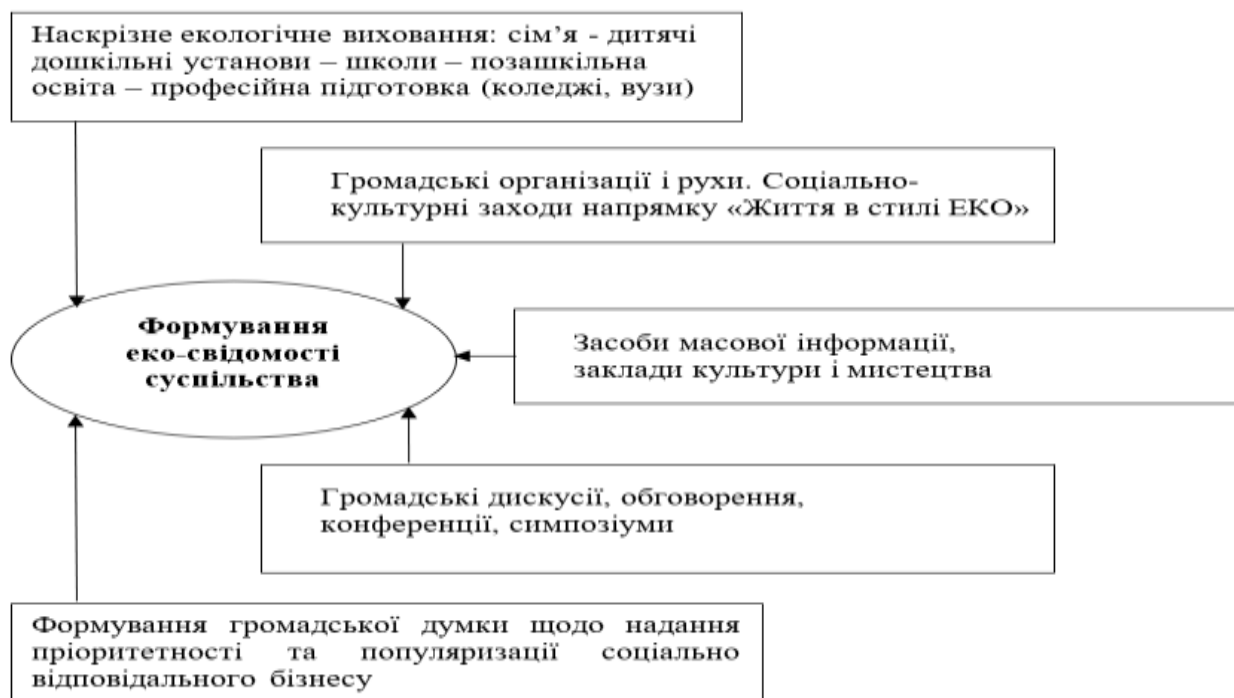 Наскрізне екологічне виховання: сім’я - дитячі
дошкільні установи – школи – позашкільна
освіта – професійна підготовка (коледжі, вузи)
Громадські організації і рухи. Соціально-
культурні заходи напрямку «Життя в стилі ЕКО»
Формування
еко-свідомості
суспільства
Засоби масової інформації,
заклади культури і мистецтва
Громадські дискусії, обговорення,
конференції, симпозіуми
Формування громадської думки щодо надання
пріоритетності та популяризації соціально
відповідального бізнесу